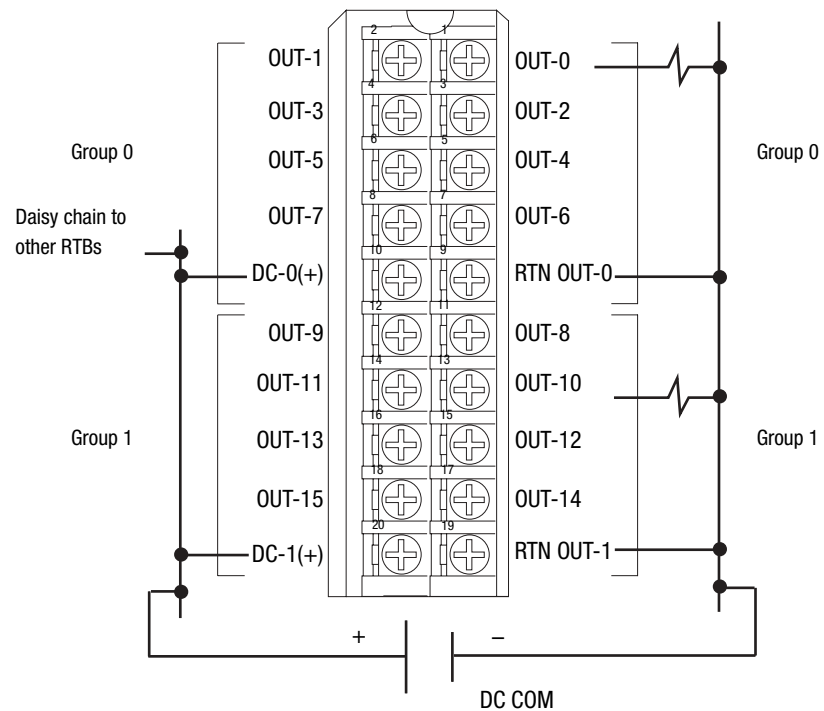 2 1
OUT-1 OUT-0
4 3
OUT-3 OUT-2
6 5
Group 0 OUT-5 OUT-4 Group 0
8 7
Daisy chain to
other RTBs
OUT-7 OUT-6
10 9
DC-0(+) RTN OUT-0
12 11
OUT-9 OUT-8
14 13
OUT-11 OUT-10
16 15
Group 1 OUT-13 OUT-12 Group 1
18 17
OUT-15 OUT-14
20 19
DC-1(+) RTN OUT-1
+ –
DC COM